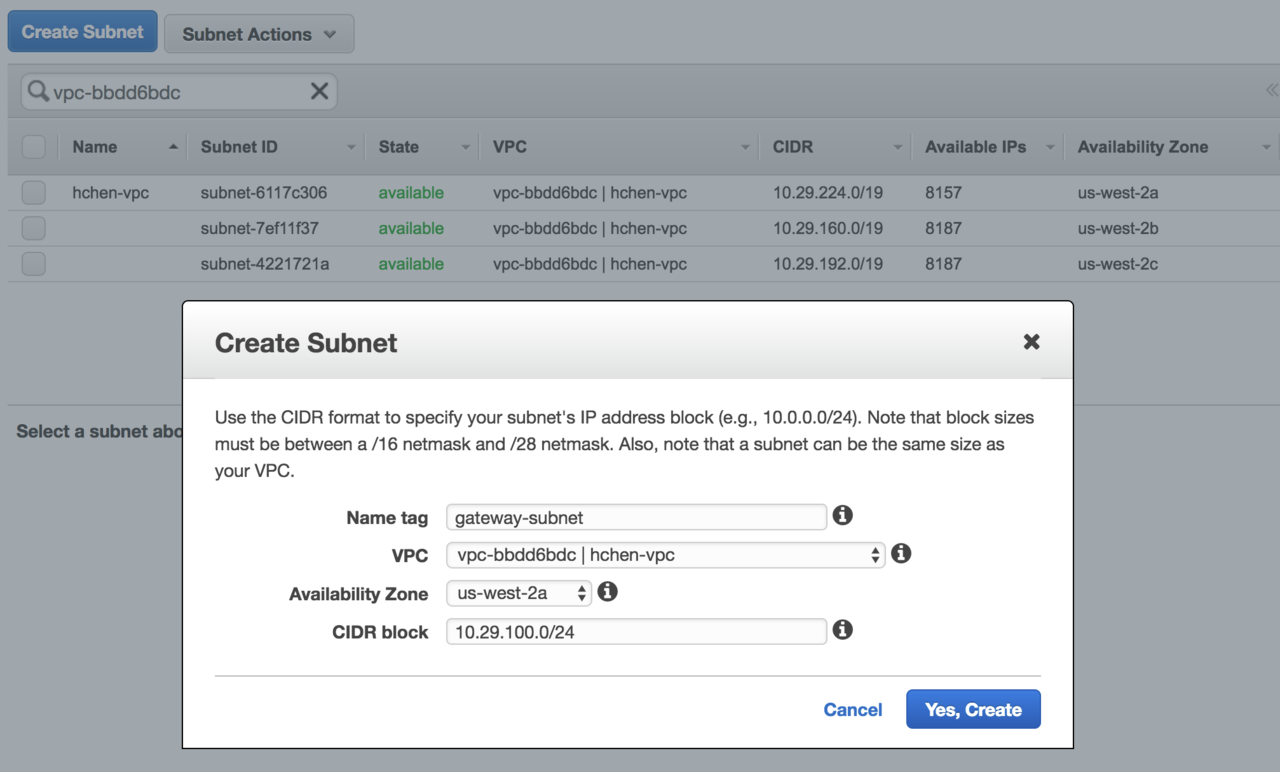 Create Subnet Subnet Actions
vpc-bbdd6bdc
Name Subnet ID State VPC CIDR Available IPs Availability Zone
hchen-vpc subnet-6117c306 available vpc-bbdd6bdc | hchen-vpc 10.29.224.0/19 8157 us-west-2a
subnet-7ef11f37 available vpc-bbdd6bdc | hchen-vpc 10.29.160.0/19 8187 us-west-2b
subnet-4221721a available vpc-bbdd6bdc | hchen-vpc 10.29.192.0/19 8187 us-west-2c
Select a subnet abo
Create Subnet
Use the CIDR format to specify your subnet's IP address block (e.g., 10.0.0.0/24). Note that block sizes
must be between a /16 netmask and /28 netmask. Also, note that a subnet can be the same size as
your VPC.
Name tag gateway-subnet
VPC vpc-bbdd6bdc | hchen-vpc
Availability Zone us-west-2a
CIDR block 10.29.100.0/24
Cancel Yes, Create